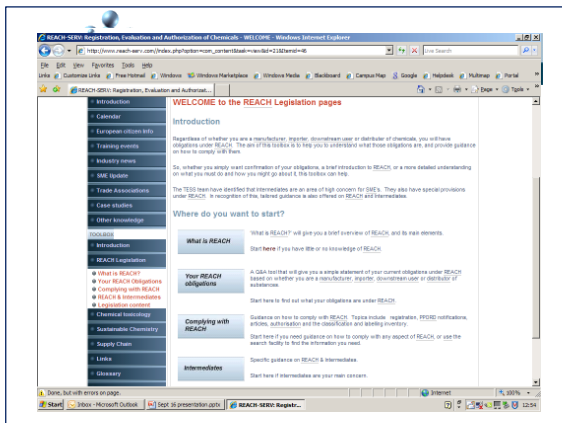 REACH-SERV: Registration, Evaluation and Authorization of Chemicals - WELCOME - Windows Internet Explorer
http://www.reach-serv.com/index.php?option=com_content&task=view&id=21&Itemid=46
Live Search
File Edit View Favorites Tools Help
Links Customize Links Free Hotmail Windows Windows Marketplace Windows Media Blackboard Campus Map Google Helpdesk Multimap Portal
REACH-SERV: Registration, Evaluation and Authorizat...
Page Tools
Introduction
Calendar
European citizen info
Training events
Industry news
SME Update
Trade Associations
Case studies
Other knowledge
TOOLBOX
Introduction
REACH Legislation
What is REACH?
Your REACH Obligations
Complying with REACH
REACH & Intermediates
Legislation content
Chemical toxicology
Sustainable Chemistry
Supply Chain
Links
Glossary
WELCOME to the REACH Legislation pages
Introduction
Regardless of whether you are a manufacturer, importer, downstream user or distributor of chemicals, you will have
obligations under REACH. The aim of this toolbox is to help you to understand what those obligations are, and provide guidance
on how to comply with them.
So, whether you simply want confirmation of your obligations, a brief introduction to REACH, or a more detailed understanding
on what you must do and how you might go about it, this toolbox can help.
The TESS team have identified that intermediates are an area of high concern for SME's. They also have special provisions
under REACH. In recognition of this, tailored guidance is also offered on REACH and Intermediates.
Where do you want to start?
What is REACH
'What is REACH?' will give you a brief overview of REACH, and its main elements.
Start here if you have little or no knowledge of REACH.
Your REACH
obligations
A Q&A tool that will give you a simple statement of your current obligations under REACH
based on whether you are a manufacturer, importer, downstream user or distributor of
substances.
Start here to find out what your obligations are under REACH.
Complying with
REACH
Guidance on how to comply with REACH. Topics include registration, PPORD notifications,
articles, authorisation and the classification and labelling inventory.
Start here if you need guidance on how to comply with any aspect of REACH, or use the
search facility to find the information you need.
Intermediates
Specific guidance on REACH & Intermediates.
Start here if intermediates are your main concern.
Done, but with errors on page.
Internet
100%
Start
Inbox - Microsoft Outlook
Sept 16 presentation.pptx
REACH-SERV: Registr...
12:54